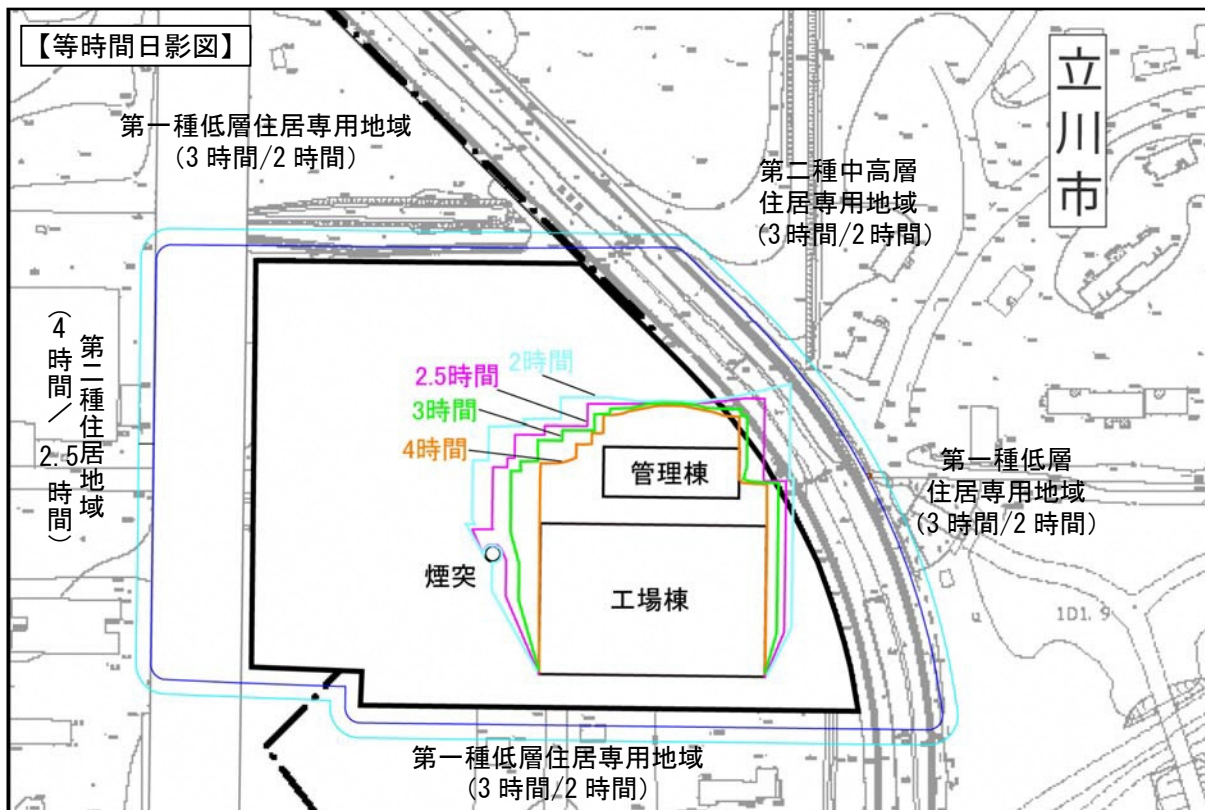 【等時間日影図】
第一種低層住居専用地域
(3時間/2時間)
立川市
第二種中高層
住居専用地域
(3時間/2時間)
2時間
2.5時間
3時間
4時間
第二種住居地域
(4時間/2.5時間)
管理棟
第一種低層
住居専用地域
(3時間/2時間)
煙突
工場棟
101.9
第一種低層住居専用地域
(3時間/2時間)